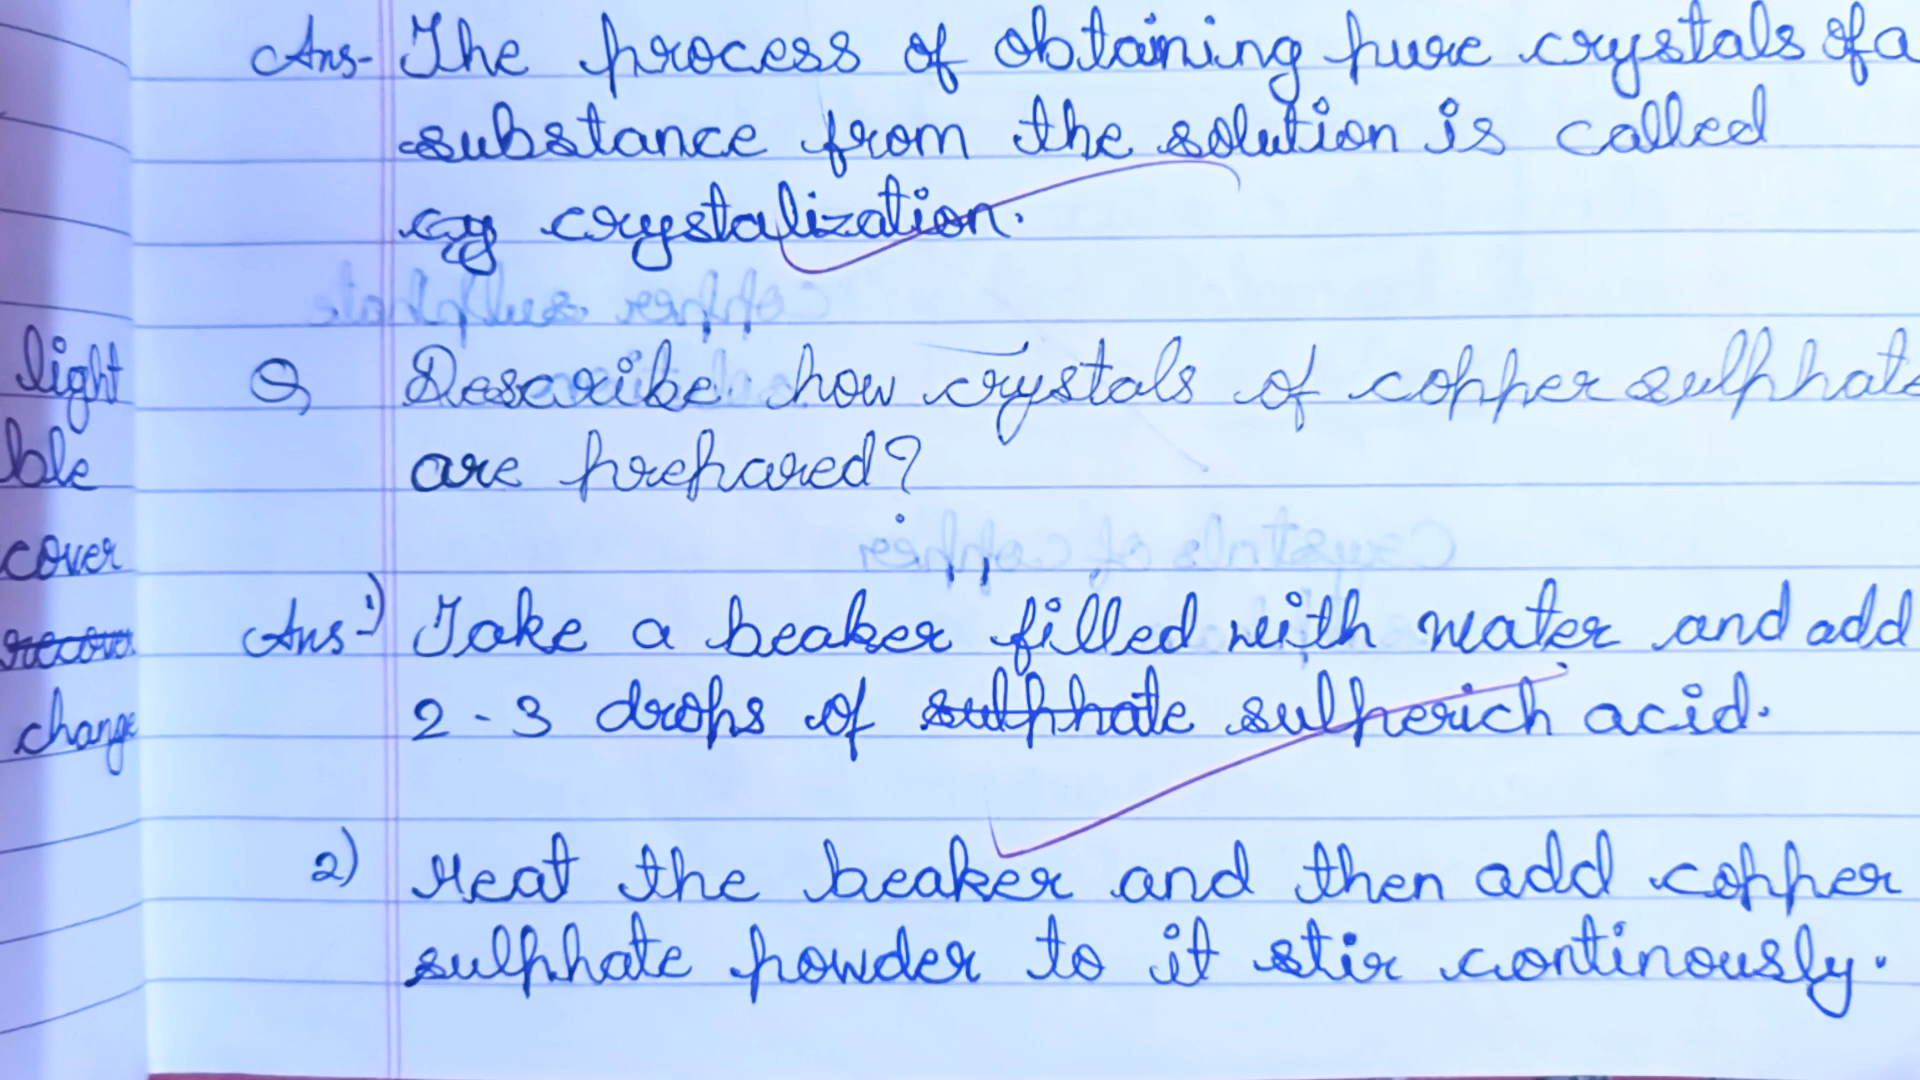 Ans- The process of obtaining pure crystals of a
substance from the solution is called
cry crystalization.
Q Describe how crystals of copper sulphate
are prepared?
Ans- 1) Take a beaker filled with water and add
2-3 drops of sulphate sulperich acid.
2) Heat the beaker and then add copper
sulphate powder to it stir continously.
light
ble
cover
change